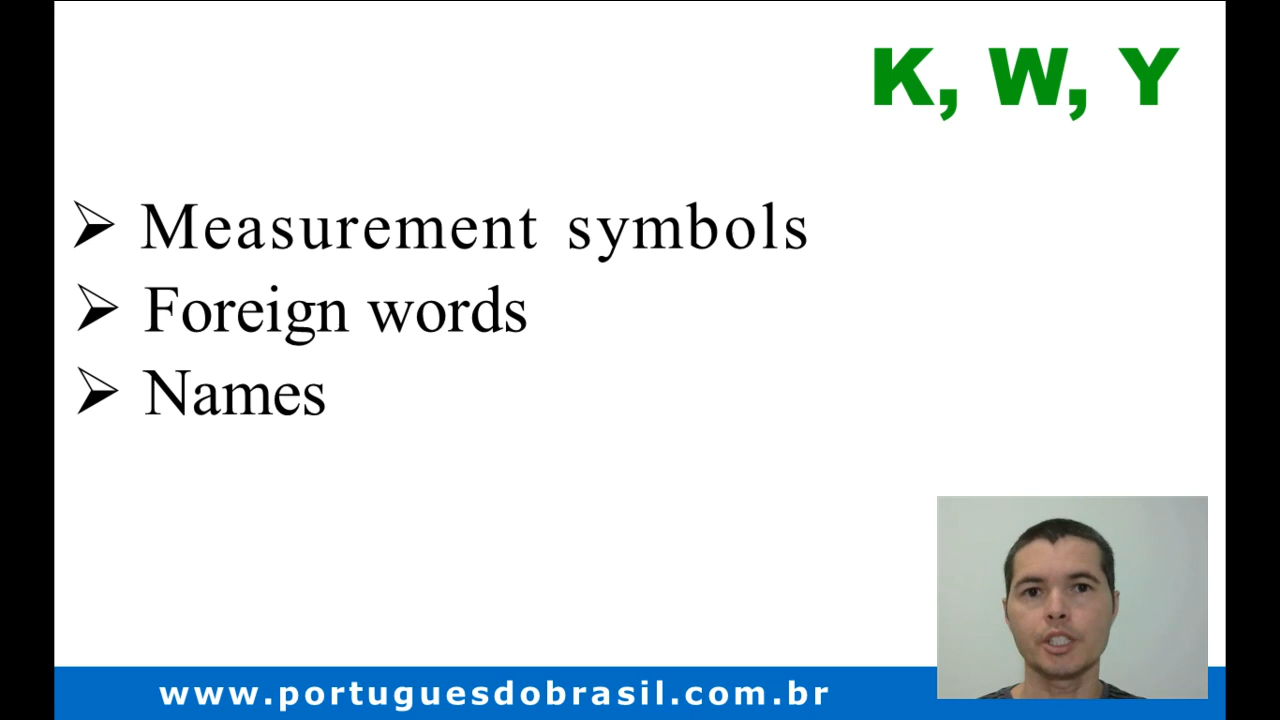 K, W, Y
Measurement symbols
Foreign words
Names
www.portuguesdobrasil.com.br